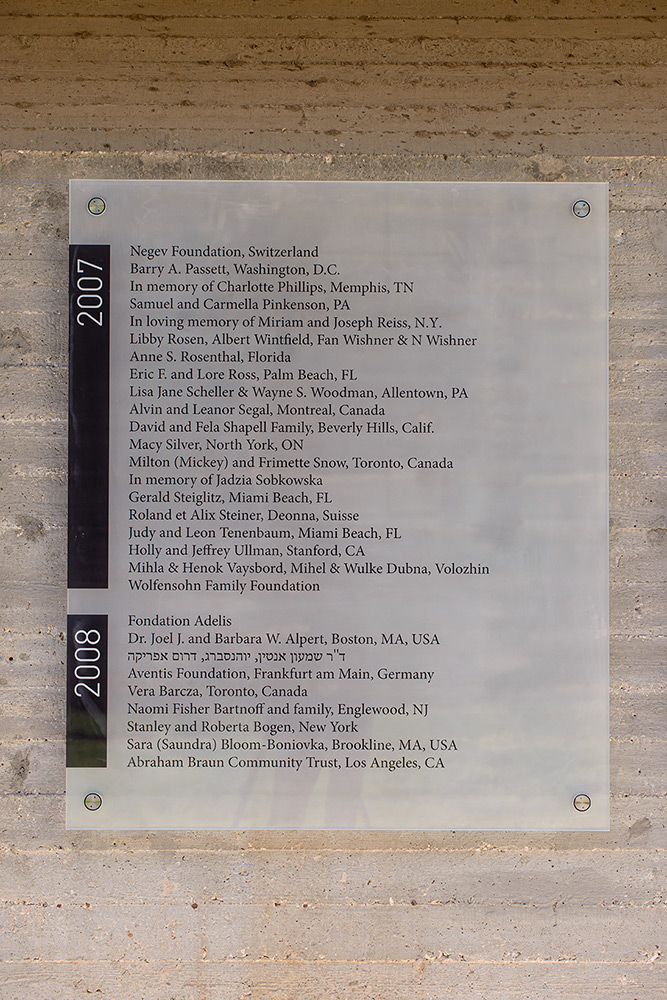 2007
Negev Foundation, Switzerland
Barry A. Passett, Washington, D.C.
In memory of Charlotte Phillips, Memphis, TN
Samuel and Carmella Pinkenson, PA
In loving memory of Miriam and Joseph Reiss, N.Y.
Libby Rosen, Albert Wintfield, Fan Wishner & N Wishner
Anne S. Rosenthal, Florida
Eric F. and Lore Ross, Palm Beach, FL
Lisa Jane Scheller & Wayne S. Woodman, Allentown, PA
Alvin and Leanor Segal, Montreal, Canada
David and Fela Shapell Family, Beverly Hills, Calif.
Macy Silver, North York, ON
Milton (Mickey) and Frimette Snow, Toronto, Canada
In memory of Jadzia Sobkowska
Gerald Steiglitz, Miami Beach, FL
Roland et Alix Steiner, Deonna, Suisse
Judy and Leon Tenenbaum, Miami Beach, FL
Holly and Jeffrey Ullman, Stanford, CA
Mihla & Henok Vaysbord, Mihel & Wulke Dubna, Volozhin
Wolfensohn Family Foundation
2008
Fondation Adelis
Dr. Joel J. and Barbara W. Alpert, Boston, MA, USA
ד"ר שמעון אנטין, יוהנסברג, דרום אפריקה
Aventis Foundation, Frankfurt am Main, Germany
Vera Barcza, Toronto, Canada
Naomi Fisher Bartnoff and family, Englewood, NJ
Stanley and Roberta Bogen, New York
Sara (Saundra) Bloom-Boniovka, Brookline, MA, USA
Abraham Braun Community Trust, Los Angeles, CA